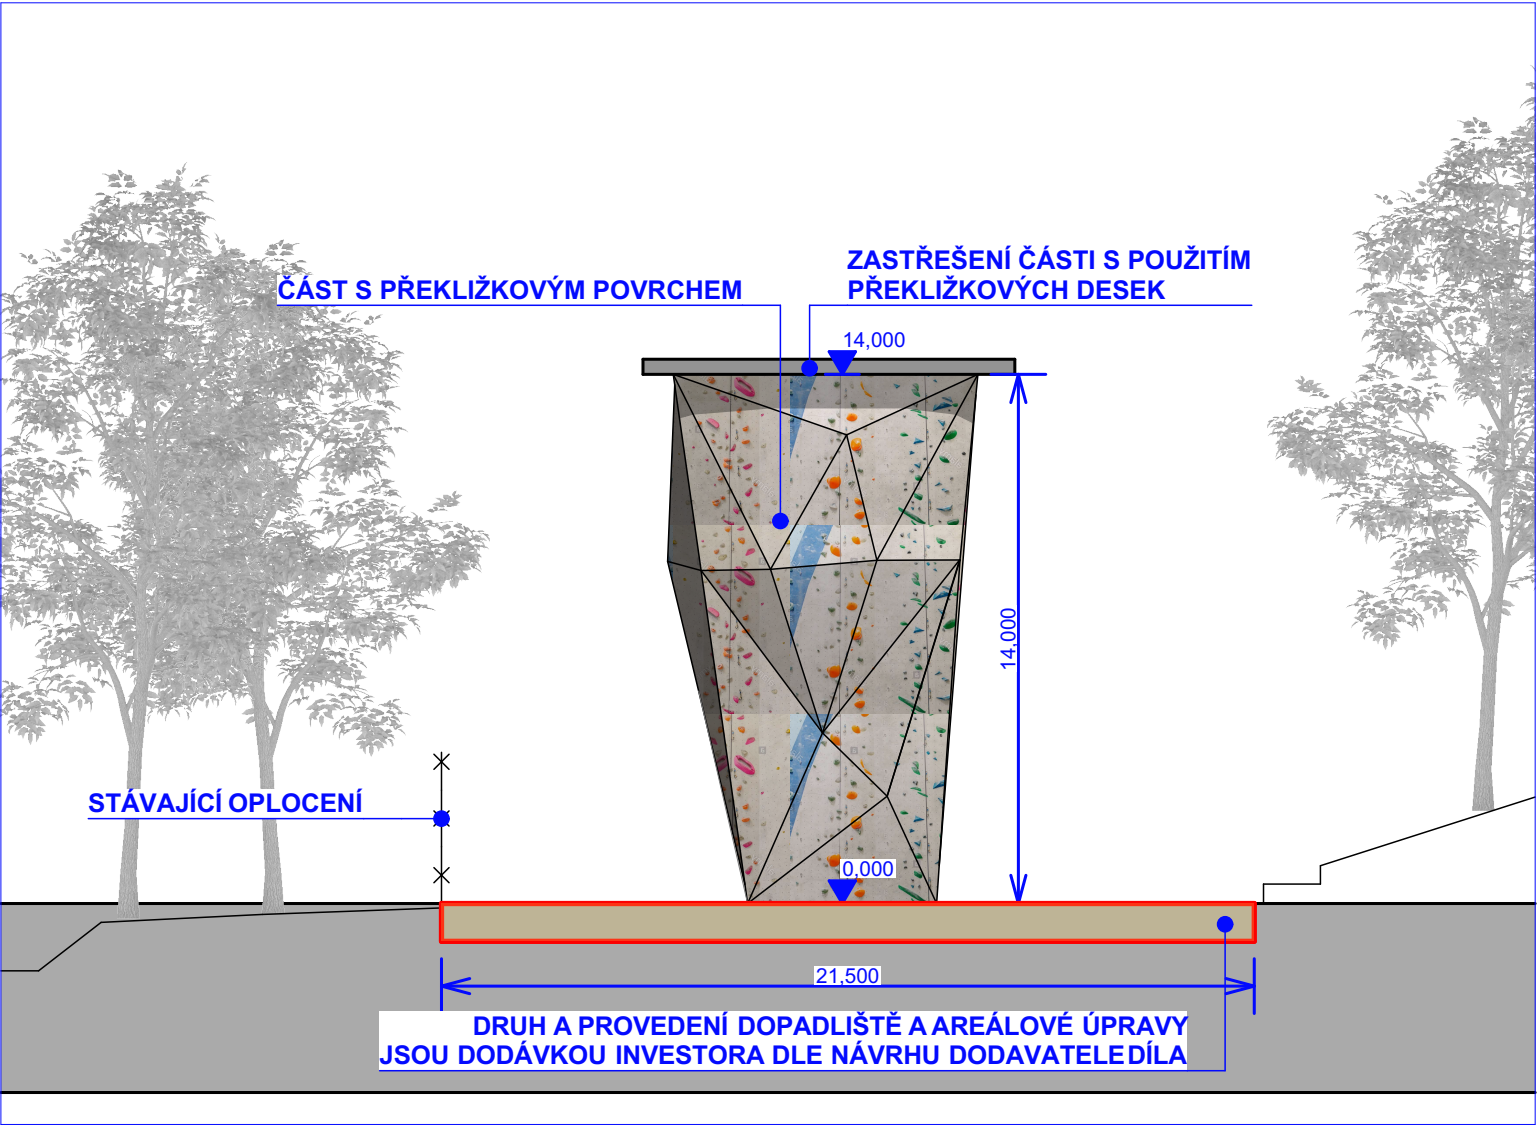 ZASTŘEŠENÍ ČÁSTI S POUŽITÍM
PŘEKLIŽKOVÝCH DESEK
ČÁST S PŘEKLIŽKOVÝM POVRCHEM
14,000
14,000
STÁVAJÍCÍ OPLOCENÍ
0,000
21,500
DRUH A PROVEDENÍ DOPADLIŠTĚ A AREÁLOVÉ ÚPRAVY
JSOU DODÁVKOU INVESTORA DLE NÁVRHU DODAVATELE DÍLA